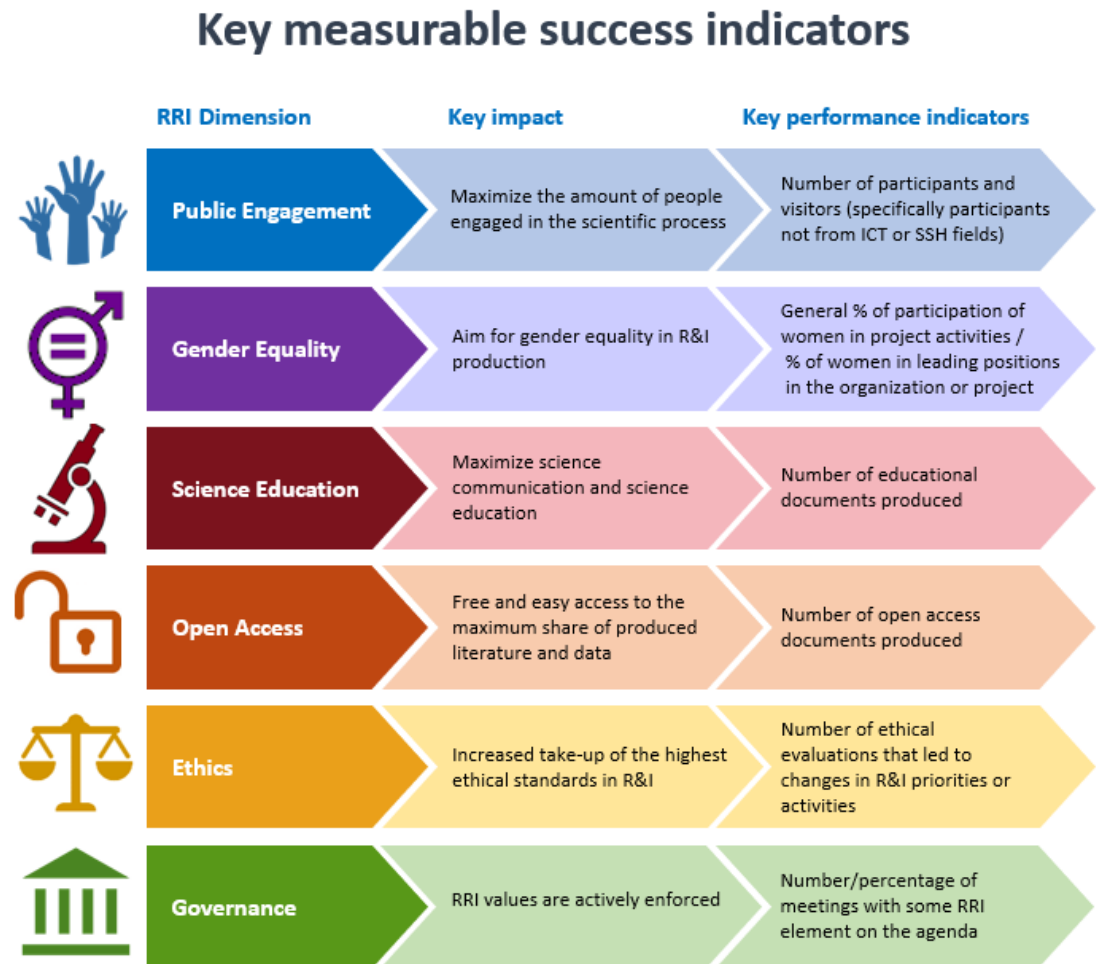 Key measurable success indicators
RRI Dimension
Key impact
Key performance indicators
Public Engagement
Maximize the amount of people
engaged in the scientific process
Number of participants and
visitors (specifically participants
not from ICT or SSH fields)
Gender Equality
Aim for gender equality in R&I
production
General % of participation of
women in project activities /
% of women in leading positions
in the organization or project
Science Education
Maximize science
communication and science
education
Number of educational
documents produced
Open Access
Free and easy access to the
maximum share of produced
literature and data
Number of open access
documents produced
Ethics
Increased take-up of the highest
ethical standards in R&I
Number of ethical
evaluations that led to
changes in R&I priorities or
activities
Governance
RRI values are actively enforced
Number/percentage of
meetings with some RRI
element on the agenda